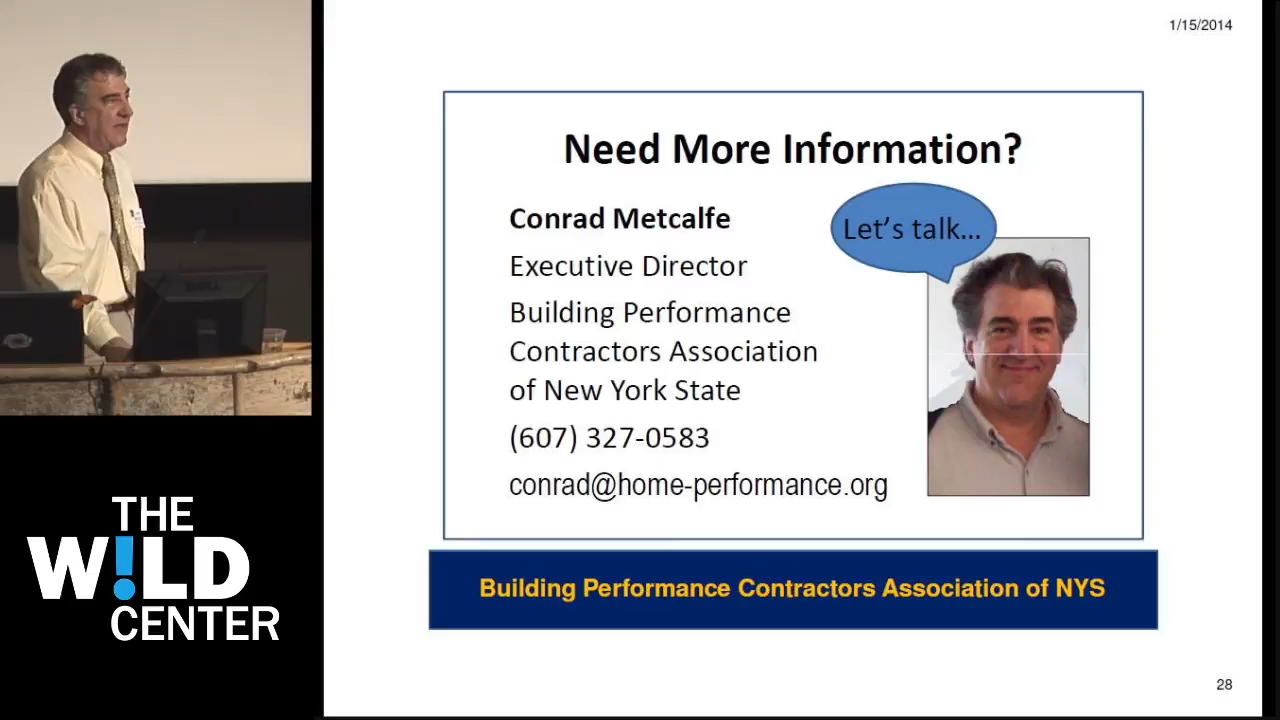 1/15/2014
Need More Information?
Conrad Metcalfe
Let's talk...
Executive Director
Building Performance
Contractors Association
of New York State
(607) 327-0583
conrad@home-performance.org
Building Performance Contractors Association of NYS
28
THE
W!LD
CENTER